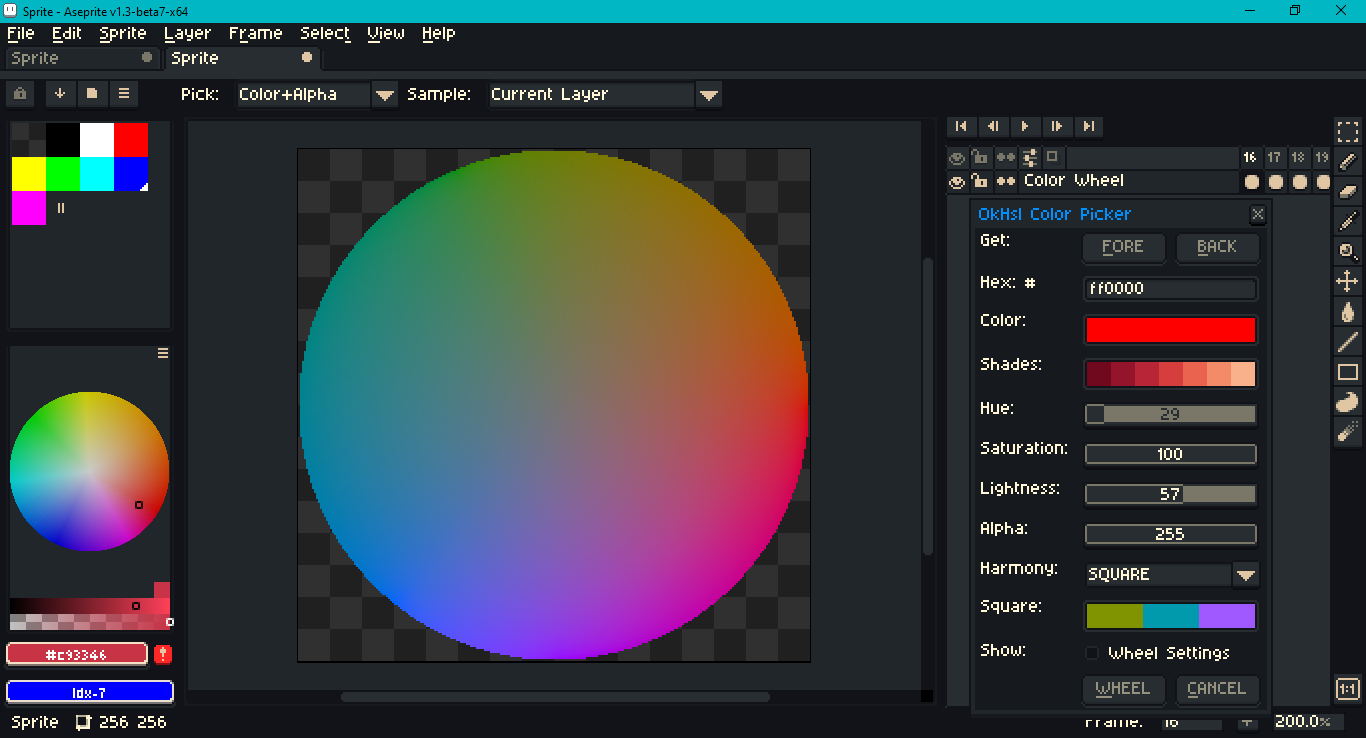 Sprite - Aseprite v1.3-beta7-x64
File Edit Sprite Layer Frame Select View Help
Sprite Sprite
Pick: Color+Alpha Sample: Current Layer
16 17 18 19
Color Wheel
OkHsl Color Picker
Get: FORE BACK
Hex: # ff0000
Color:
Shades:
Hue: 29
Saturation: 100
Lightness: 57
Alpha: 255
Harmony: SQUARE
Square:
Show: Wheel Settings
WHEEL CANCEL
#c93346
Idx-7
1:1
Sprite 256 256 Frame: 16 + 200.0%